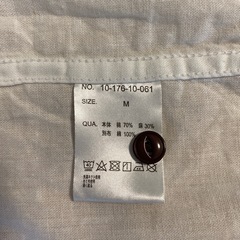 NO. 10-176-10-061
SIZE. M
QUA. 本体 綿 70% 麻 30%
別布 綿 100%